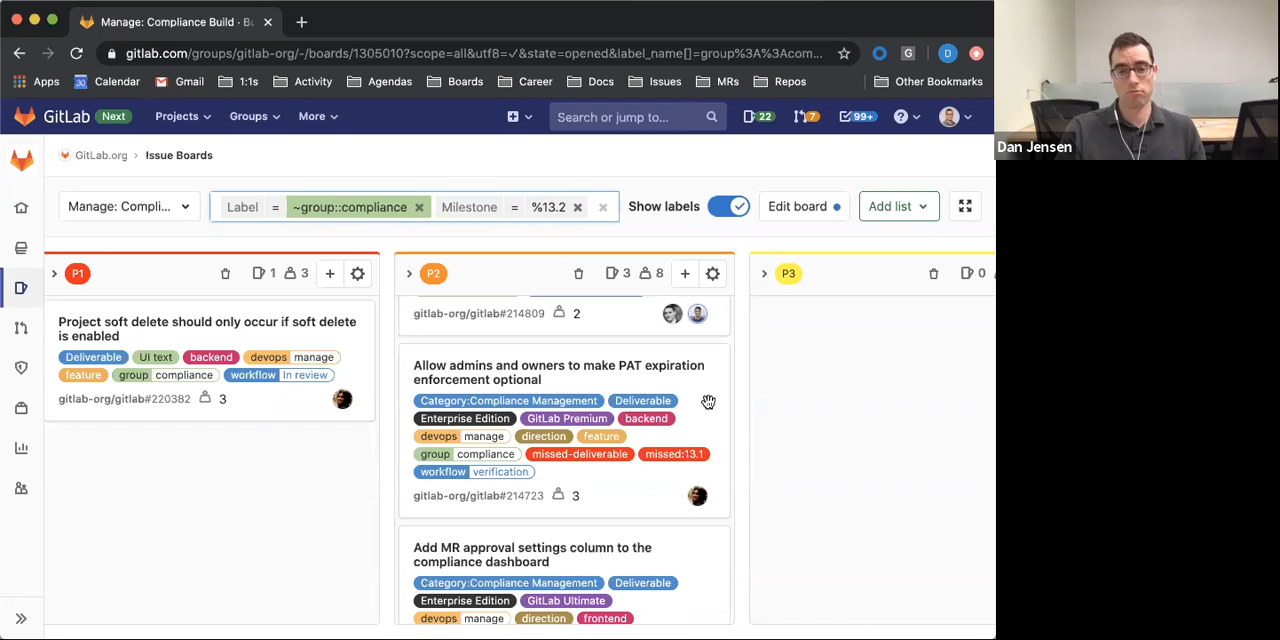 Manage: Compliance Build · Bo
gitlab.com/groups/gitlab-org/-/boards/1305010?scope=all&utf8=✓&state=opened&label_name[]=group%3A%3Acom...
G
D
Apps Calendar Gmail 1:1s Activity Agendas Boards Career Docs Issues MRs Repos Other Bookmarks
GitLab Next Projects Groups More Search or jump to... 22 7 99+
Dan Jensen
GitLab.org › Issue Boards
Manage: Compli... Label = ~group::compliance Milestone = %13.2 Show labels Edit board Add list
P1 1 3
P2 3 8
P3 0
Project soft delete should only occur if soft delete
is enabled
Deliverable UI text backend devops manage
feature group compliance workflow In review
gitlab-org/gitlab#220382 3
gitlab-org/gitlab#214809 2
Allow admins and owners to make PAT expiration
enforcement optional
Category:Compliance Management Deliverable
Enterprise Edition GitLab Premium backend
devops manage direction feature
group compliance missed-deliverable missed:13.1
workflow verification
gitlab-org/gitlab#214723 3
Add MR approval settings column to the
compliance dashboard
Category:Compliance Management Deliverable
Enterprise Edition GitLab Ultimate
devops manage direction frontend